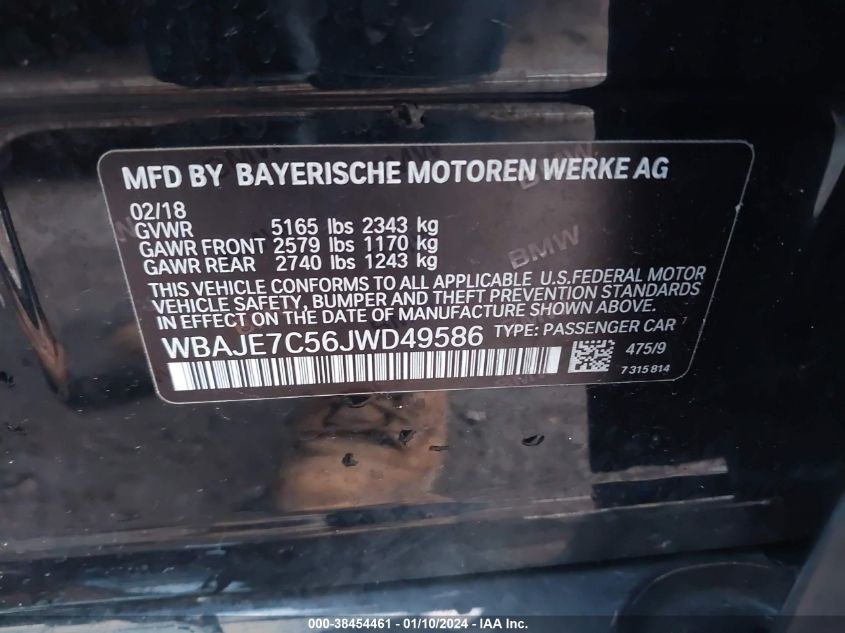 MFD BY BAYERISCHE MOTOREN WERKE AG
02/18
GVWR 5165 lbs 2343 kg
GAWR FRONT 2579 lbs 1170 kg
GAWR REAR 2740 lbs 1243 kg
BMW
THIS VEHICLE CONFORMS TO ALL APPLICABLE U.S.FEDERAL MOTOR
VEHICLE SAFETY, BUMPER AND THEFT PREVENTION STANDARDS
IN EFFECT ON THE DATE OF MANUFACTURE SHOWN ABOVE.
WBAJE7C56JWD49586 TYPE: PASSENGER CAR
475/9
7 315 814
000-38454461 - 01/10/2024 - IAA Inc.